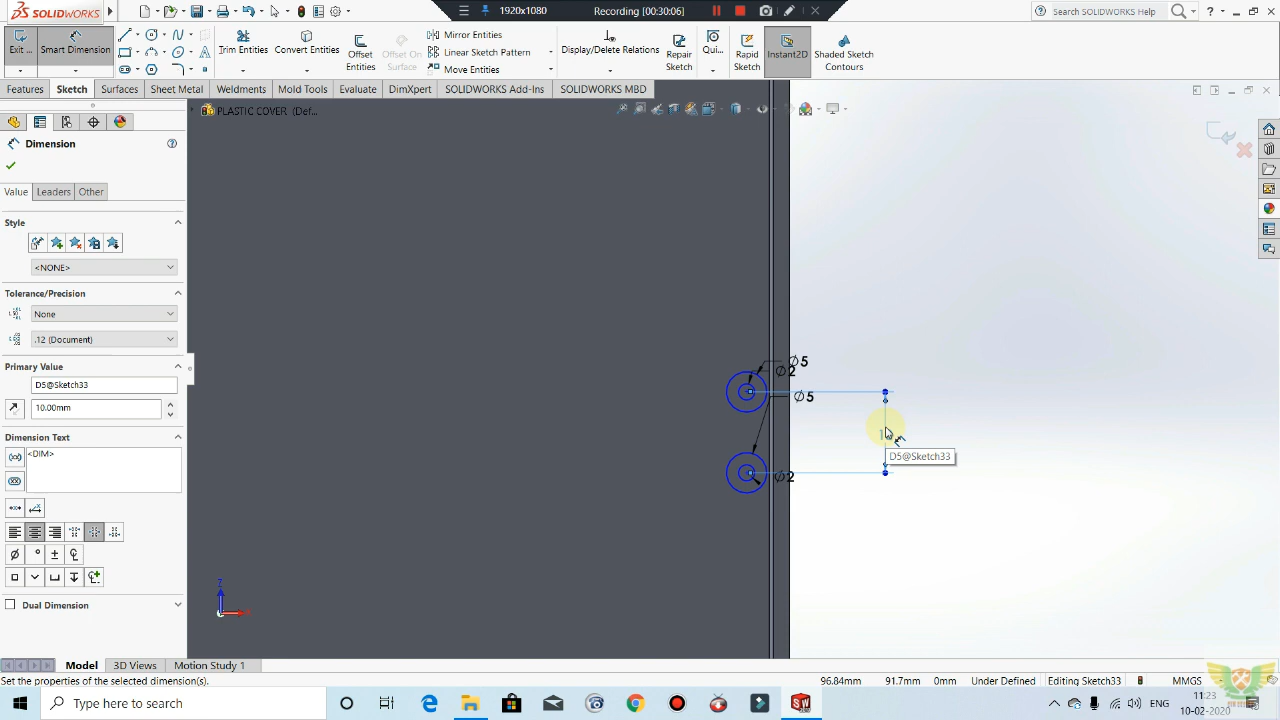 SOLIDWORKS
1920x1080
Recording [00:30:06]
Search SOLIDWORKS Help
Exit ...
Smart Dimension
Trim Entities
Convert Entities
Offset Entities
Offset On Surface
Mirror Entities
Linear Sketch Pattern
Move Entities
Display/Delete Relations
Repair Sketch
Qui...
Rapid Sketch
Instant2D
Shaded Sketch Contours
Features
Sketch
Surfaces
Sheet Metal
Weldments
Mold Tools
Evaluate
DimXpert
SOLIDWORKS Add-Ins
SOLIDWORKS MBD
PLASTIC COVER (Def...
Dimension
Value
Leaders
Other
Style
<NONE>
Tolerance/Precision
None
.12 (Document)
Primary Value
D5@Sketch33
10.00mm
Dimension Text
<DIM>
Dual Dimension
∅5
∅2
∅5
∅2
D5@Sketch33
Z
Model
3D Views
Motion Study 1
Set the properties of the selected dimension(s).
96.84mm
91.7mm
0mm
Under Defined
Editing Sketch33
MMGS
Type here to search
ENG
11:23
10-02-2020